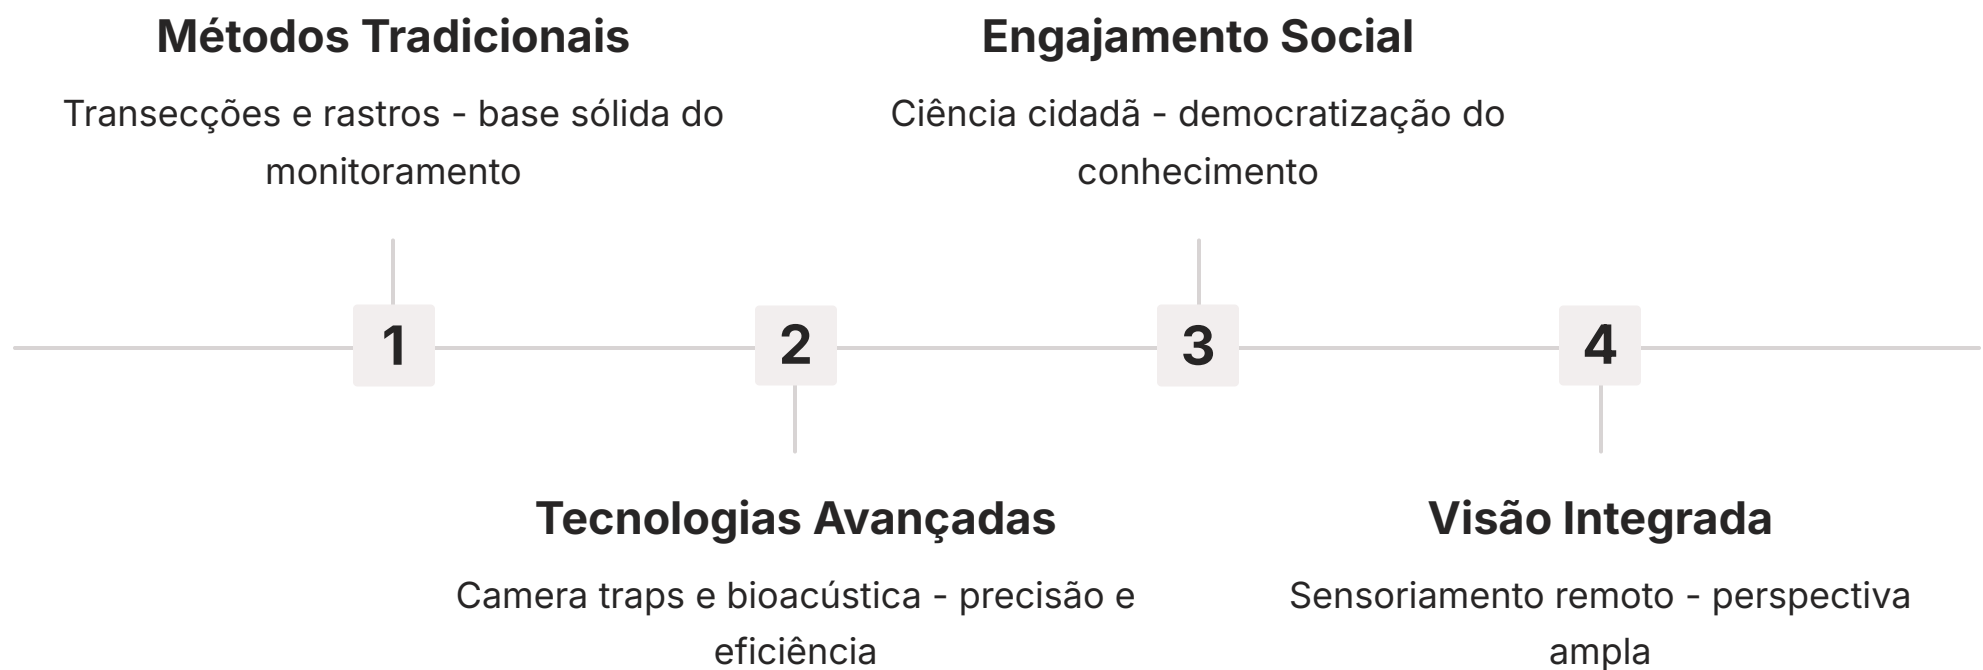 Métodos Tradicionais
Transecções e rastros - base sólida do
monitoramento
1
Tecnologias Avançadas
Camera traps e bioacústica - precisão e
eficiência
2
Engajamento Social
Ciência cidadã - democratização do
conhecimento
3
Visão Integrada
Sensoriamento remoto - perspectiva
ampla
4